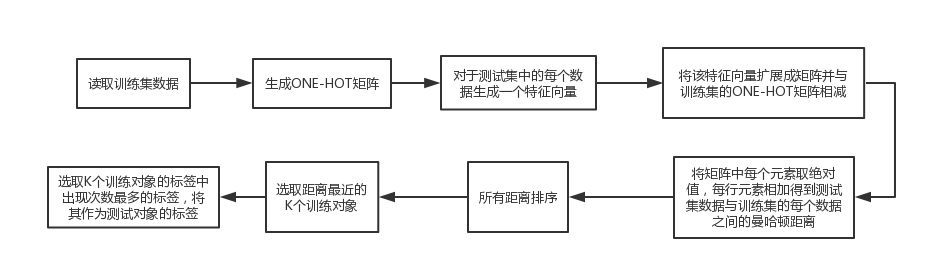 读取训练集数据
生成ONE-HOT矩阵
对于测试集中的每个数
据生成一个特征向量
将该特征向量扩展成矩阵并与
训练集的ONE-HOT矩阵相减
将矩阵中每个元素取绝对
值，每行元素相加得到测试
集数据与训练集的每个数据
之间的曼哈顿距离
所有距离排序
选取距离最近的
K个训练对象
选取K个训练对象的标签中
出现次数最多的标签，将
其作为测试对象的标签